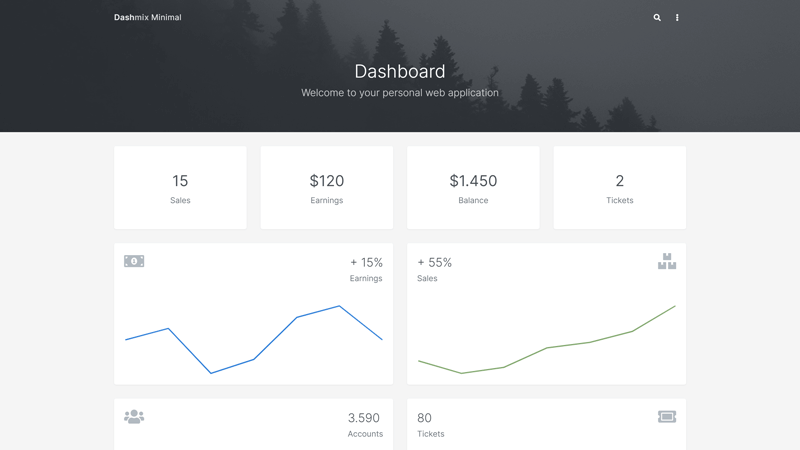 Dashmix Minimal
Dashboard
Welcome to your personal web application
15
Sales
$120
Earnings
$1.450
Balance
2
Tickets
+ 15%
Earnings
+ 55%
Sales
3.590
Accounts
80
Tickets